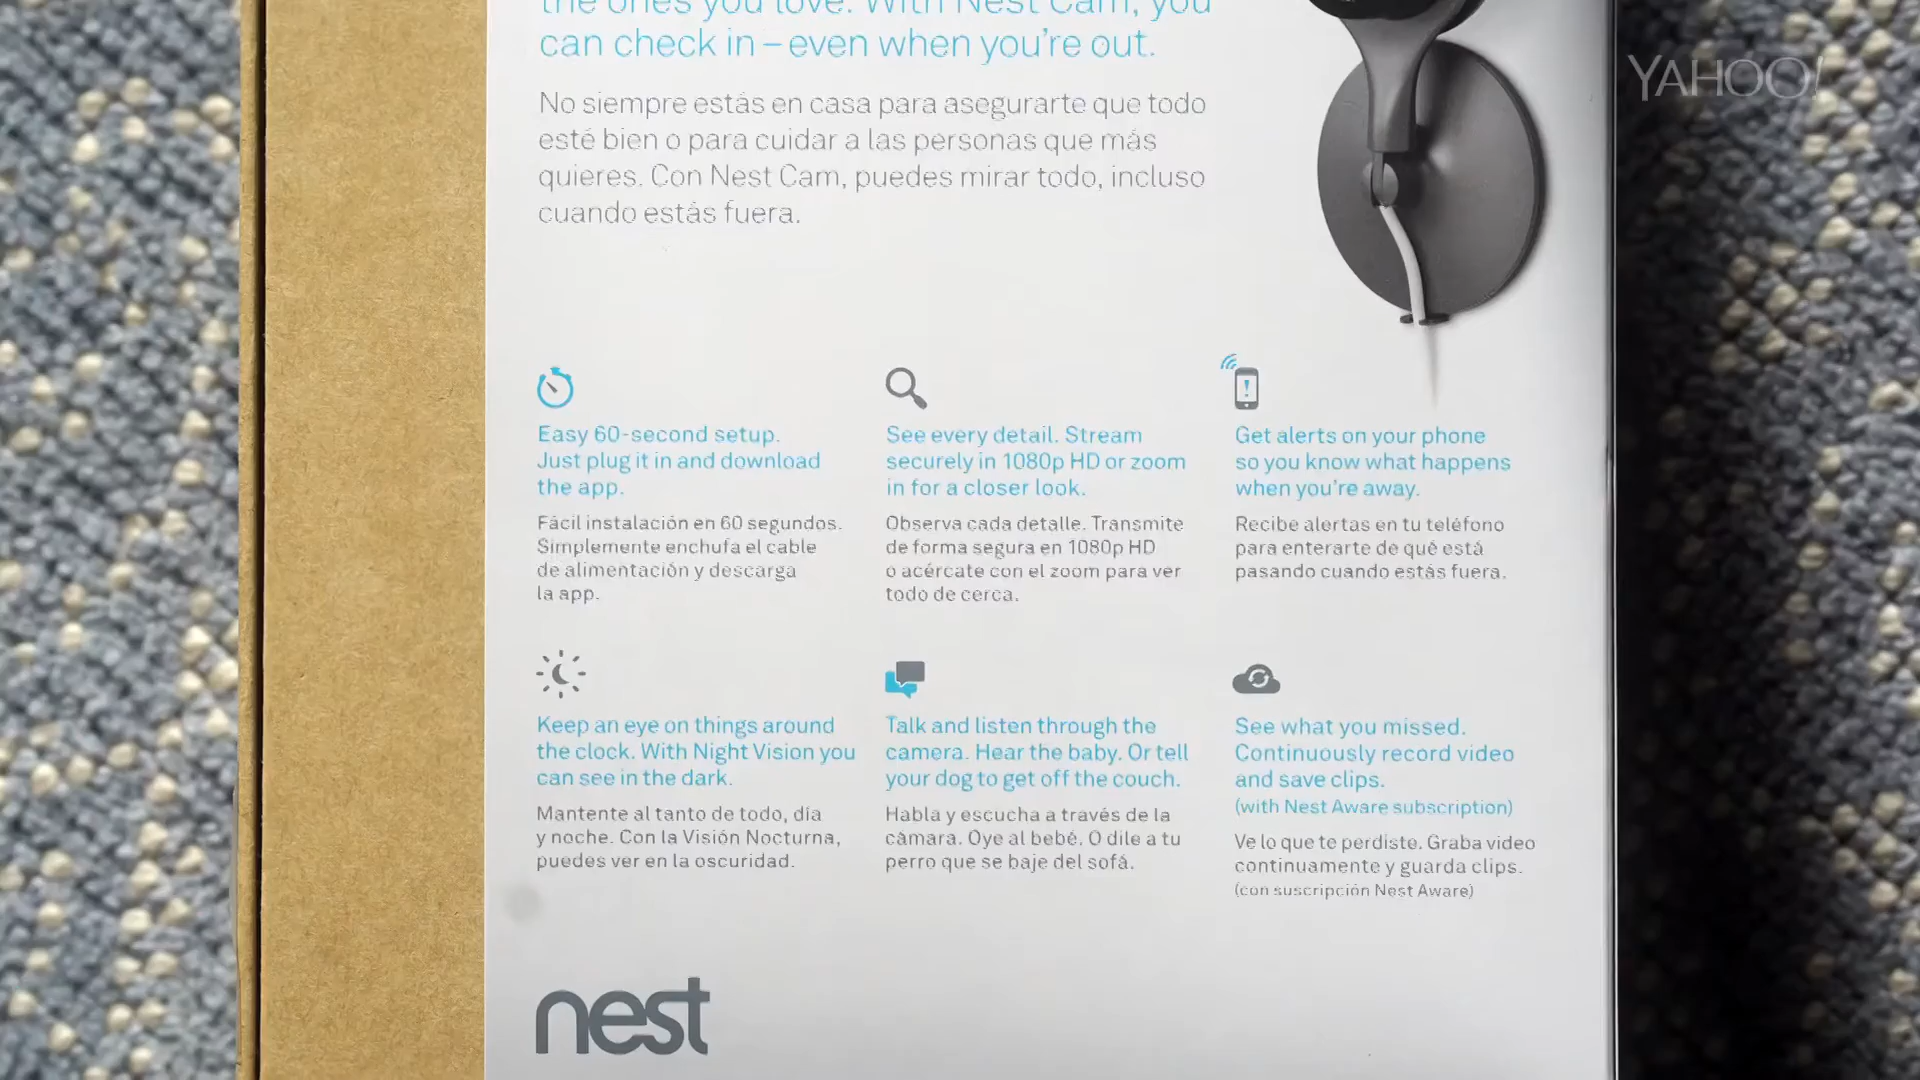 the ones you love. With Nest Cam, you
can check in – even when you're out.
No siempre estás en casa para asegurarte que todo
esté bien o para cuidar a las personas que más
quieres. Con Nest Cam, puedes mirar todo, incluso
cuando estás fuera.
YAHOO!
Easy 60-second setup.
Just plug it in and download
the app.
Fácil instalación en 60 segundos.
Simplemente enchufa el cable
de alimentación y descarga
la app.
See every detail. Stream
securely in 1080p HD or zoom
in for a closer look.
Observa cada detalle. Transmite
de forma segura en 1080p HD
o acércate con el zoom para ver
todo de cerca.
Get alerts on your phone
so you know what happens
when you're away.
Recibe alertas en tu teléfono
para enterarte de qué está
pasando cuando estás fuera.
Keep an eye on things around
the clock. With Night Vision you
can see in the dark.
Mantente al tanto de todo, día
y noche. Con la Visión Nocturna,
puedes ver en la oscuridad.
Talk and listen through the
camera. Hear the baby. Or tell
your dog to get off the couch.
Habla y escucha a través de la
cámara. Oye al bebé. O dile a tu
perro que se baje del sofá.
See what you missed.
Continuously record video
and save clips.
(with Nest Aware subscription)
Ve lo que te perdiste. Graba video
continuamente y guarda clips.
(con suscripción Nest Aware)
nest